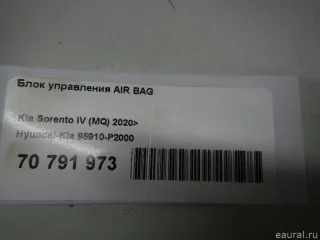 Блок управления AIR BAG
Kia Sorento IV (MQ) 2020>
Hyundai-Kia 95910-P2000
70 791 973
eaural.ru